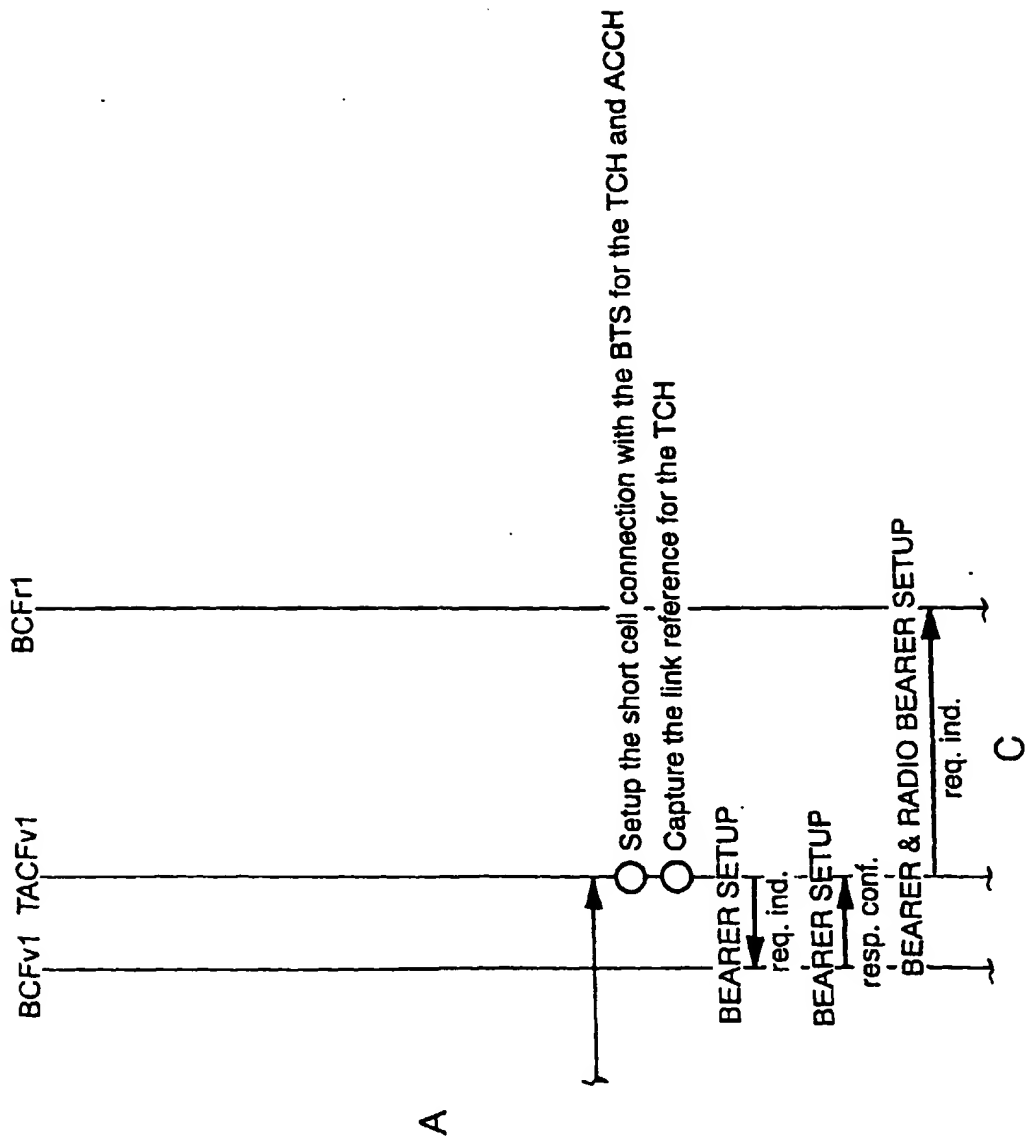 BCFv1 TACFv1
BCFr1
A
Setup the short cell connection with the BTS for the TCH and ACCH
Capture the link reference for the TCH
BEARER SETUP
req. ind.
BEARER SETUP
resp. conf.
BEARER & RADIO BEARER SETUP
req. ind.
C